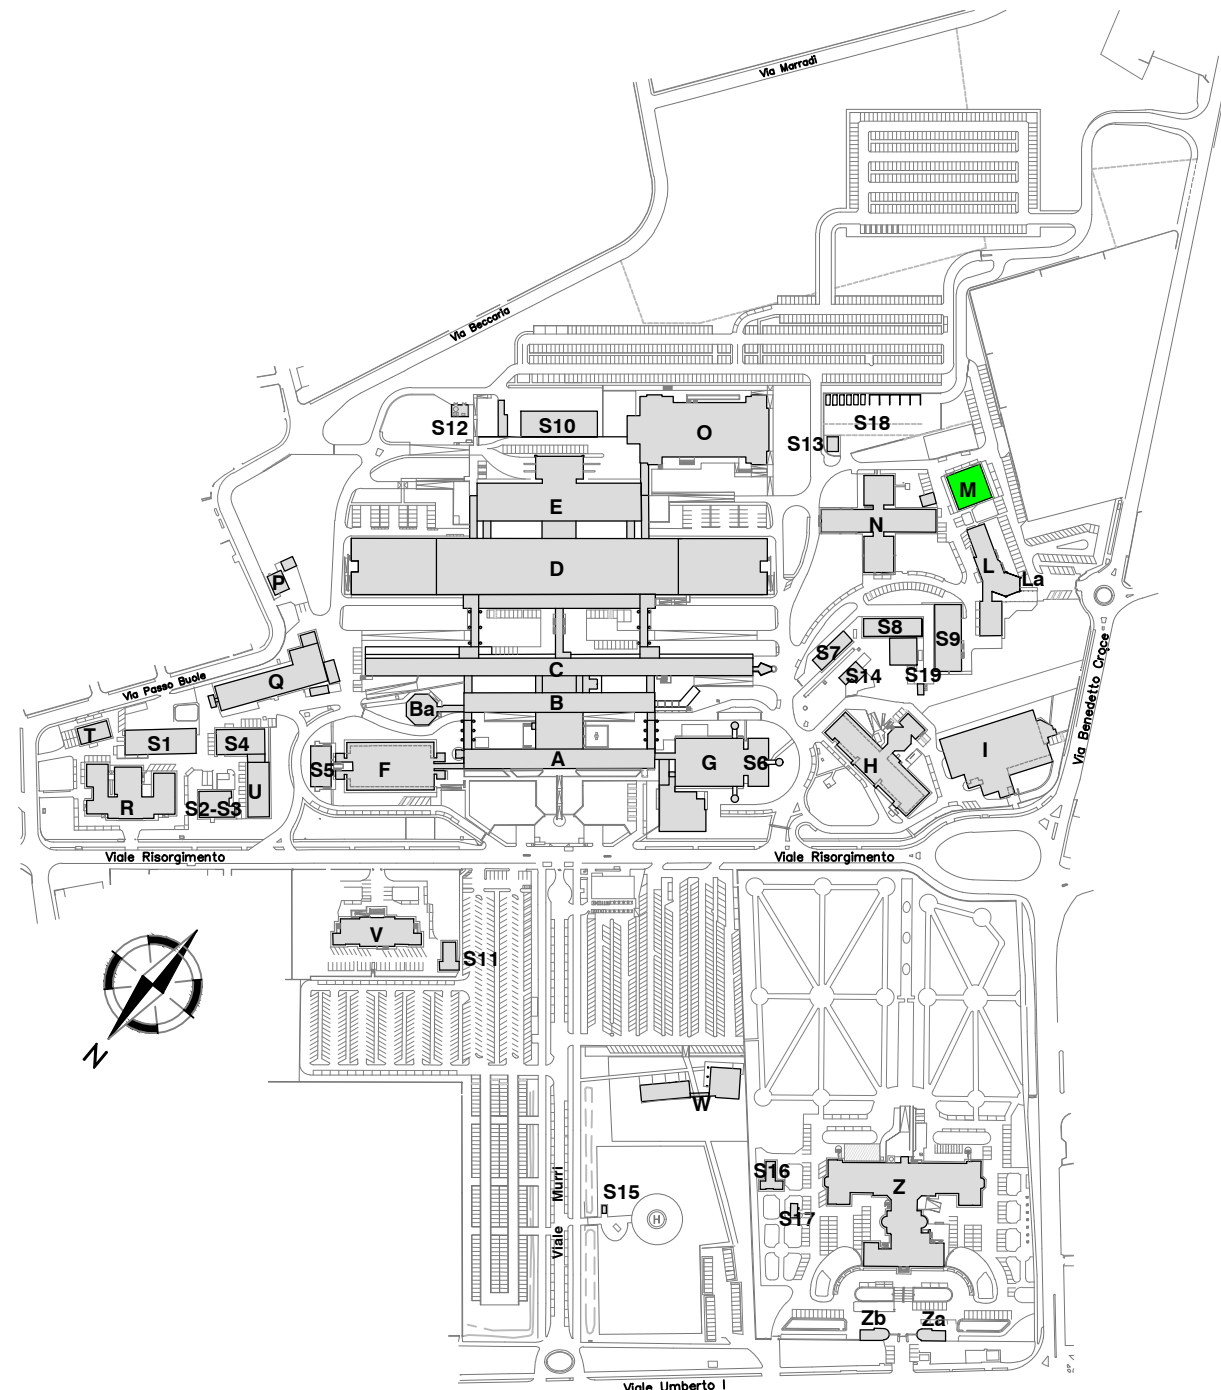 Via Marradi
Via Beccaria
S12
S10
O
S13
S18
E
M
N
D
L
La
P
S8
S9
S7
S14
S19
C
Q
Via Passo Buole
Ba
B
Via Benedetto Croce
T
S1
S4
A
I
S5
F
G
S6
H
R
S2-S3
U
Viale Risorgimento
Viale Risorgimento
V
S11
N
W
S16
Z
Viale Murri
S15
H
S17
Zb
Za
Viale Umberto I